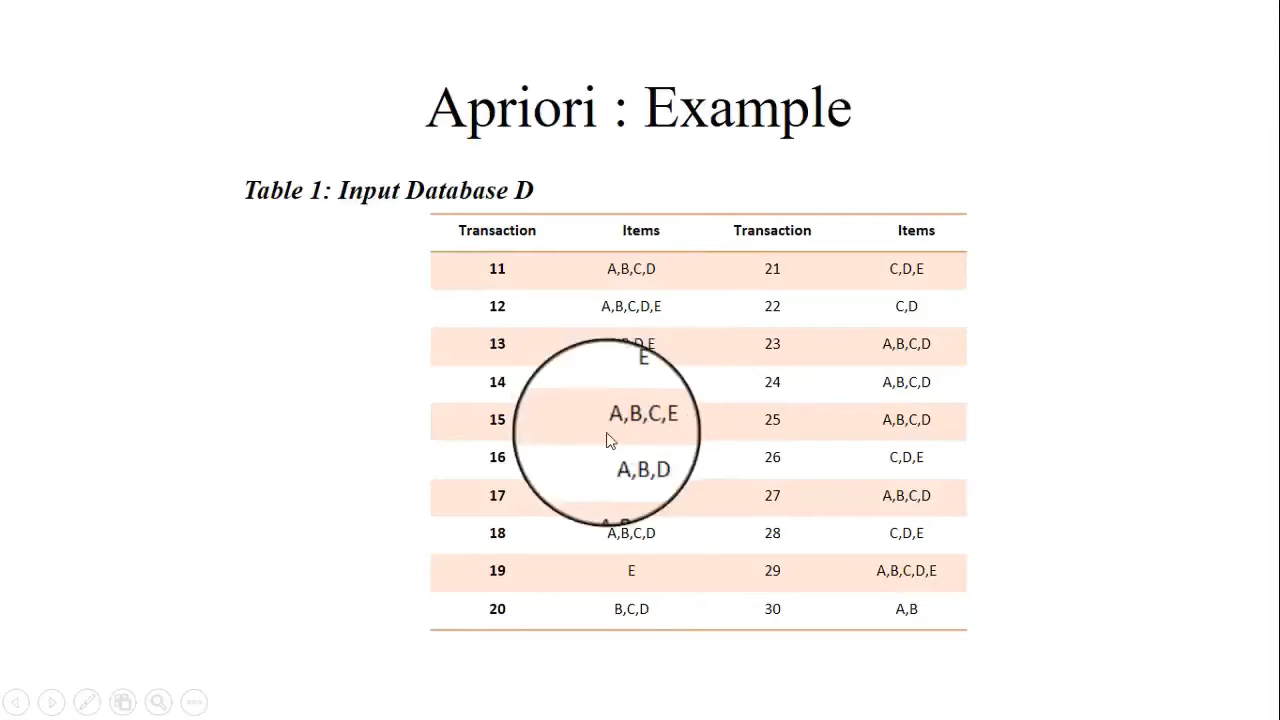 Apriori : Example
Table 1: Input Database D
Transaction Items Transaction Items
11 A,B,C,D 21 C,D,E
12 A,B,C,D,E 22 C,D
13 23 A,B,C,D
E
14 24 A,B,C,D
15 A,B,C,E 25 A,B,C,D
16 A,B,D 26 C,D,E
17 27 A,B,C,D
18 A,B,C,D 28 C,D,E
19 E 29 A,B,C,D,E
20 B,C,D 30 A,B